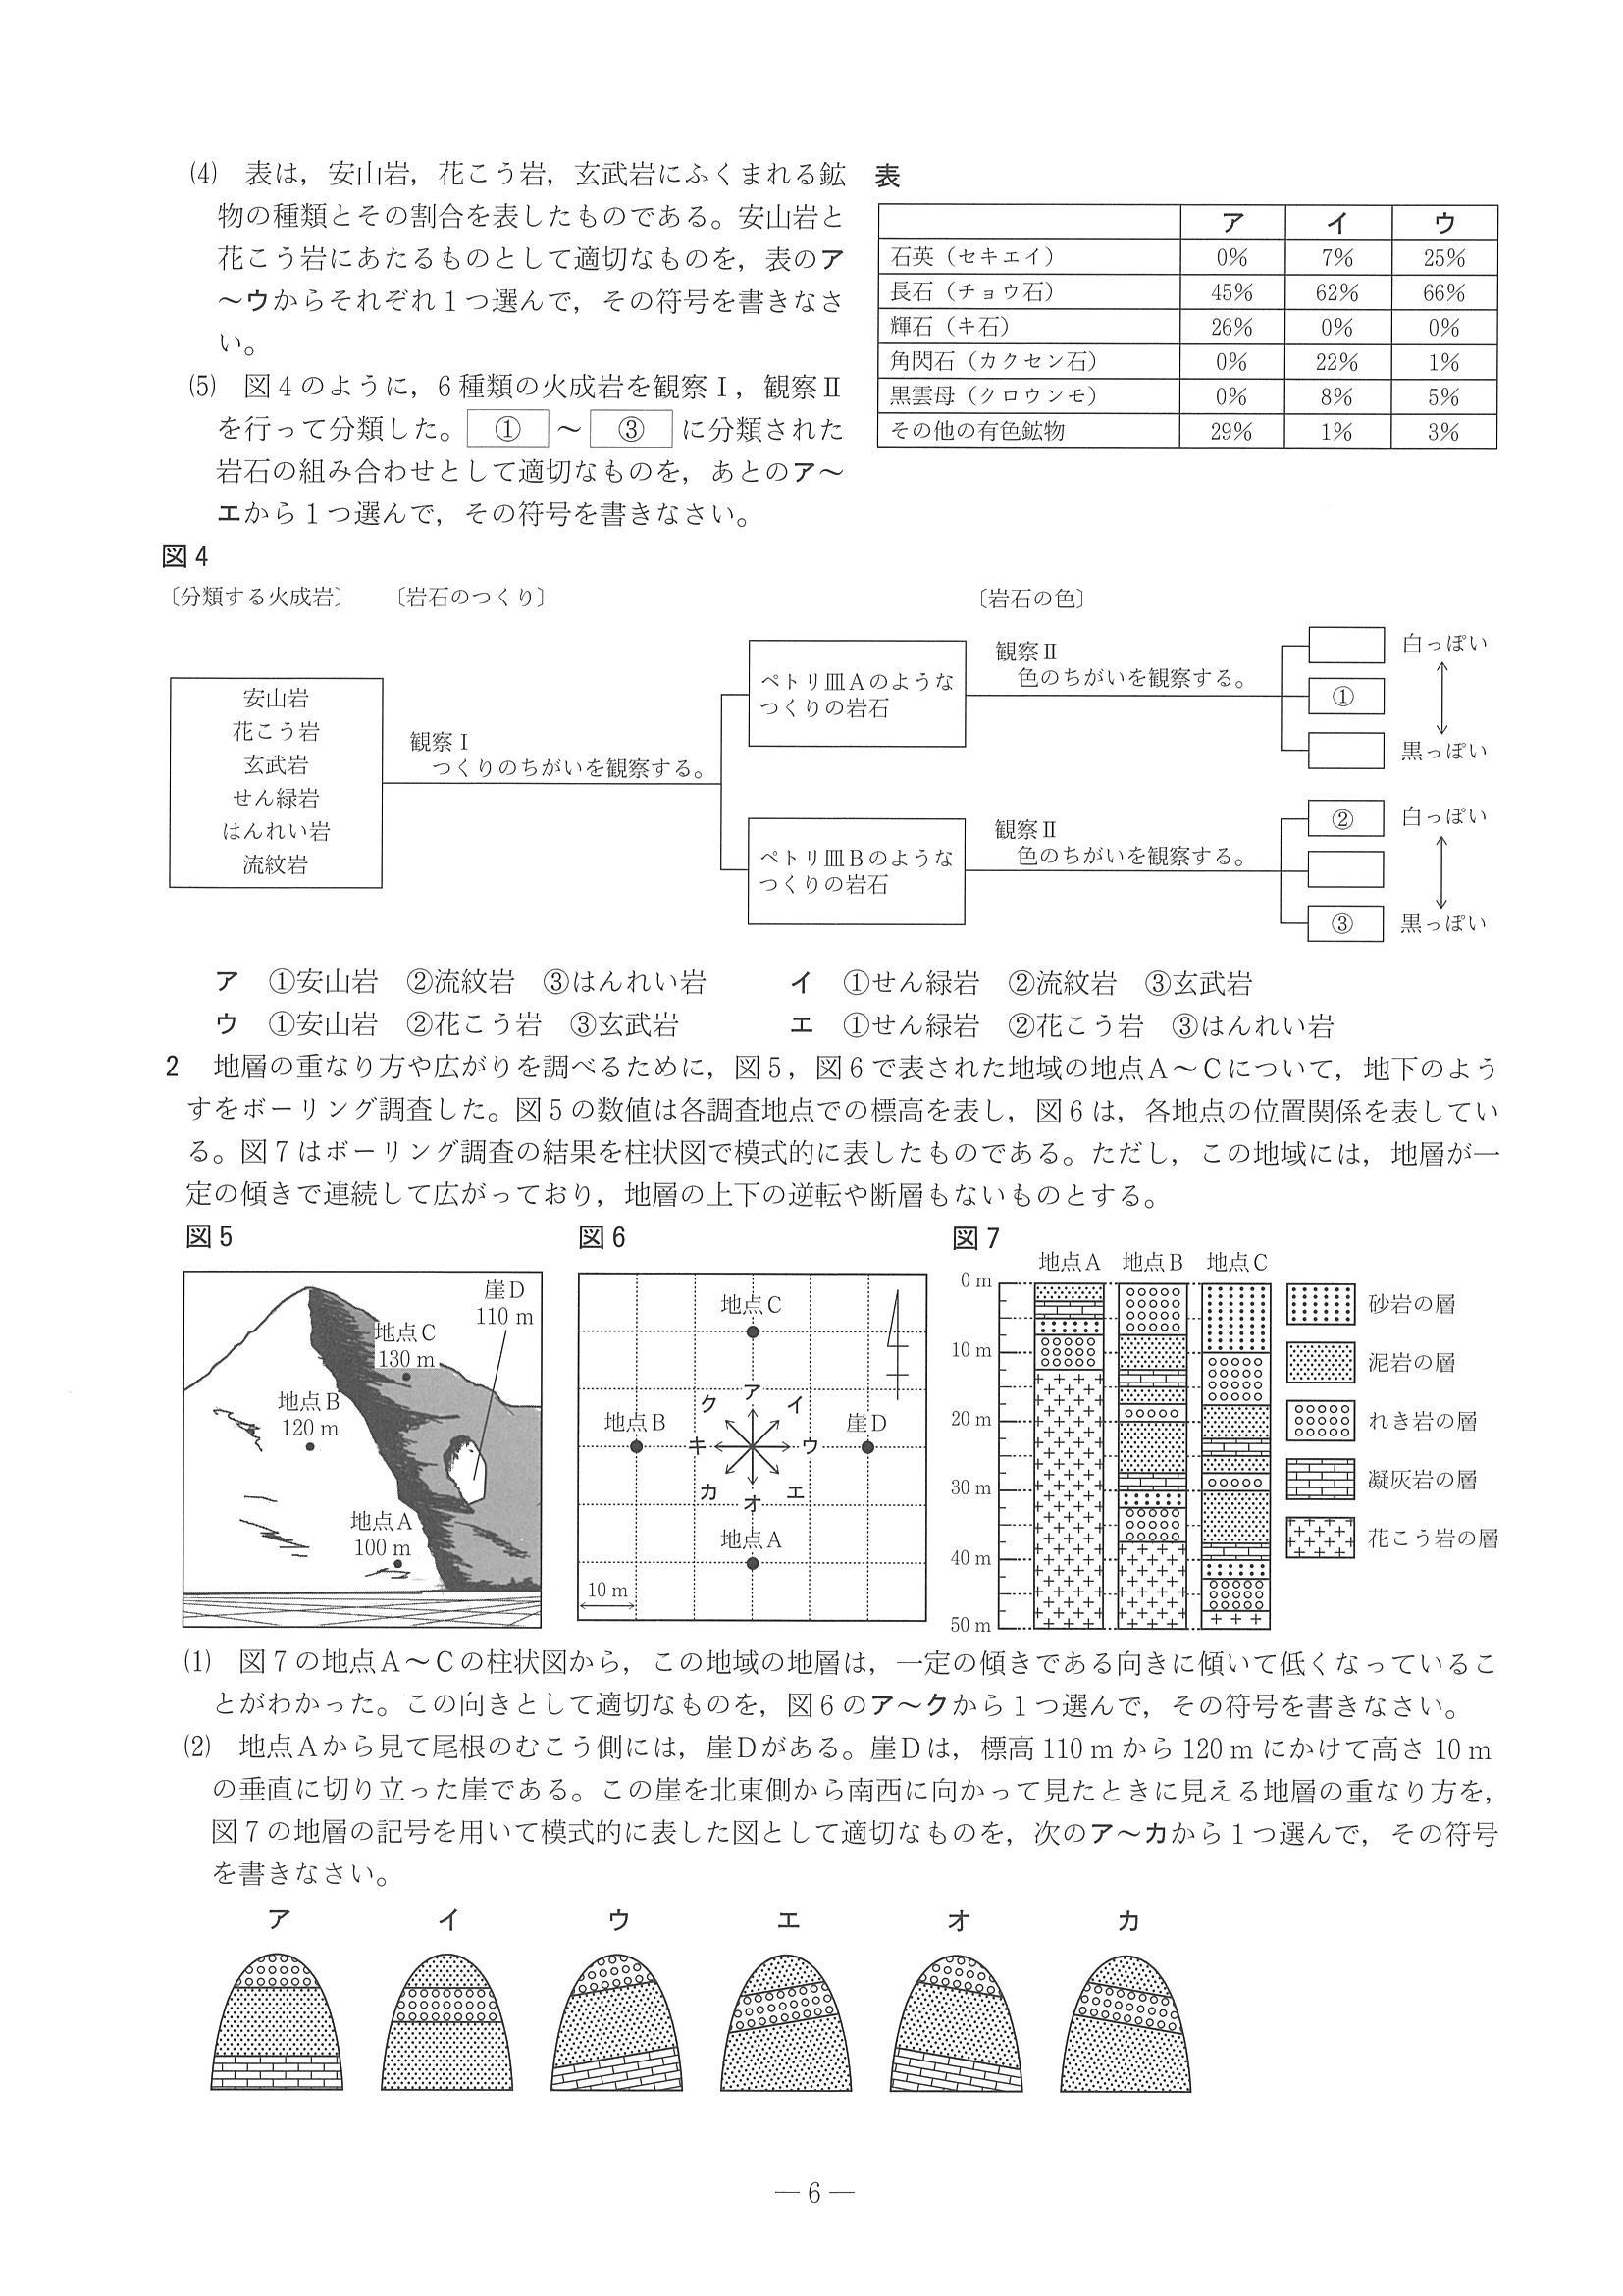 (4) 表は，安山岩，花こう岩，玄武岩にふくまれる鉱
物の種類とその割合を表したものである。安山岩と
花こう岩にあたるものとして適切なものを，表のア
～ウからそれぞれ１つ選んで，その符号を書きなさ
い。
表
ア イ ウ
石英（セキエイ） 0% 7% 25%
長石（チョウ石） 45% 62% 66%
輝石（キ石） 26% 0% 0%
角閃石（カクセン石） 0% 22% 1%
黒雲母（クロウンモ） 0% 8% 5%
その他の有色鉱物 29% 1% 3%
(5) 図４のように，６種類の火成岩を観察Ⅰ，観察Ⅱ
を行って分類した。 ① ～ ③ に分類された
岩石の組み合わせとして適切なものを，あとのア～
エから１つ選んで，その符号を書きなさい。
図４
〔分類する火成岩〕 〔岩石のつくり〕 〔岩石の色〕
安山岩
花こう岩
玄武岩
せん緑岩
はんれい岩
流紋岩
観察Ⅰ
つくりのちがいを観察する。
ペトリ皿Ａのような
つくりの岩石
観察Ⅱ
色のちがいを観察する。
白っぽい
①
黒っぽい
ペトリ皿Ｂのような
つくりの岩石
観察Ⅱ
色のちがいを観察する。
② 白っぽい
③ 黒っぽい
ア ①安山岩 ②流紋岩 ③はんれい岩 イ ①せん緑岩 ②流紋岩 ③玄武岩
ウ ①安山岩 ②花こう岩 ③玄武岩 エ ①せん緑岩 ②花こう岩 ③はんれい岩
2 地層の重なり方や広がりを調べるために，図５，図６で表された地域の地点Ａ～Ｃについて，地下のよう
すをボーリング調査した。図５の数値は各調査地点での標高を表し，図６は，各地点の位置関係を表してい
る。図７はボーリング調査の結果を柱状図で模式的に表したものである。ただし，この地域には，地層が一
定の傾きで連続して広がっており，地層の上下の逆転や断層もないものとする。
図５
崖Ｄ
110 m
地点Ｃ
130 m
地点Ｂ
120 m
地点Ａ
100 m
図６
地点Ｃ
ク ア イ
地点Ｂ 崖Ｄ
キ ウ
カ オ エ
地点Ａ
10 m
図７
地点Ａ 地点Ｂ 地点Ｃ
0 m
10 m
20 m
30 m
40 m
50 m
砂岩の層
泥岩の層
れき岩の層
凝灰岩の層
花こう岩の層
(1) 図７の地点Ａ～Ｃの柱状図から，この地域の地層は，一定の傾きである向きに傾いて低くなっているこ
とがわかった。この向きとして適切なものを，図６のア～クから１つ選んで，その符号を書きなさい。
(2) 地点Ａから見て尾根のむこう側には，崖Ｄがある。崖Ｄは，標高 110 m から 120 m にかけて高さ 10 m
の垂直に切り立った崖である。この崖を北東側から南西に向かって見たときに見える地層の重なり方を，
図７の地層の記号を用いて模式的に表した図として適切なものを，次のア～カから１つ選んで，その符号
を書きなさい。
ア イ ウ エ オ カ
― 6 ―